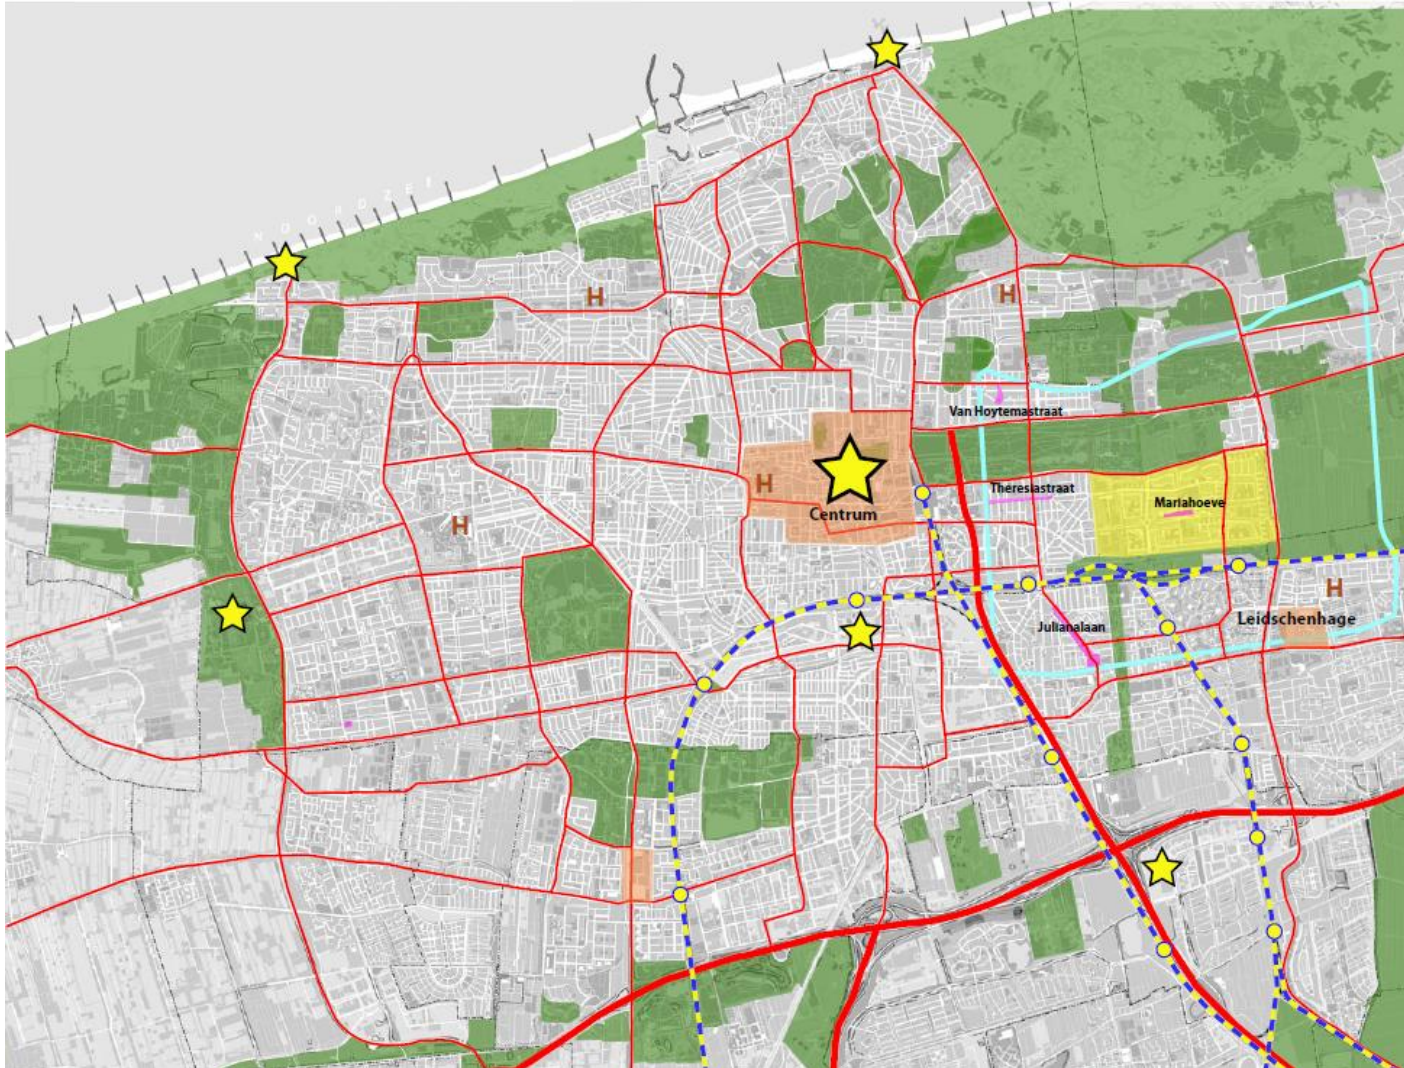 N O O R D Z E E
H
H
Van Hoytemastraat
H
Theresiastraat
Mariahoeve
Centrum
H
H
Leidschenhage
Julianalaan